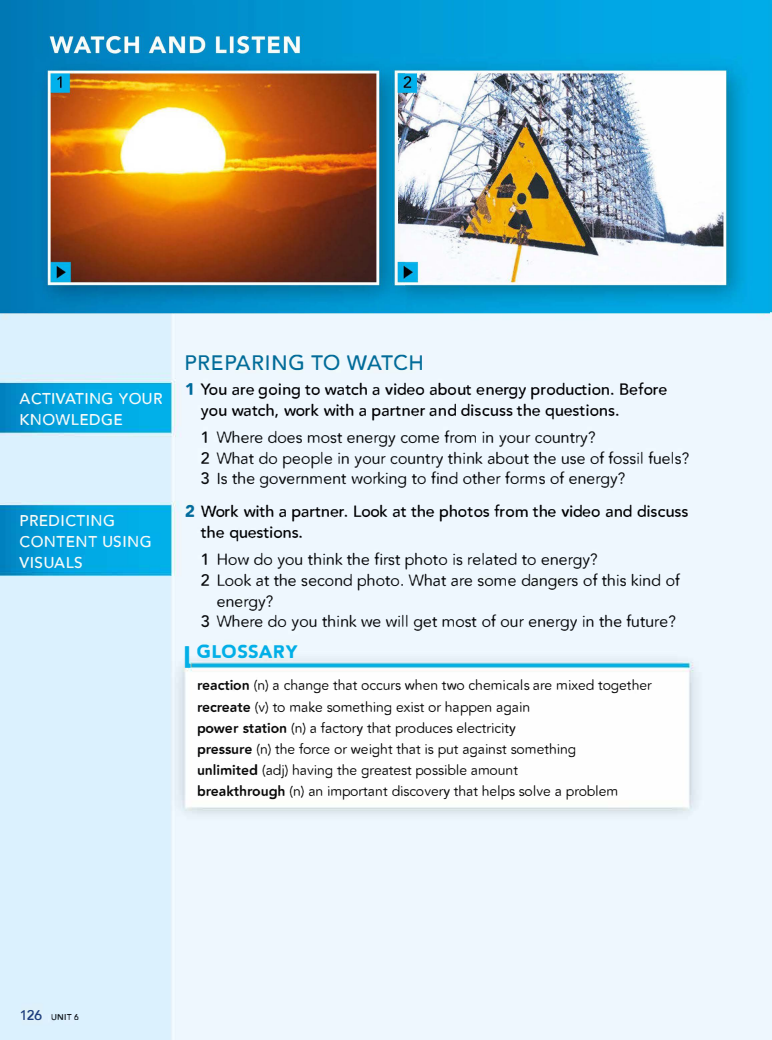 WATCH AND LISTEN
1
2
PREPARING TO WATCH
ACTIVATING YOUR
KNOWLEDGE
1 You are going to watch a video about energy production. Before
you watch, work with a partner and discuss the questions.
1 Where does most energy come from in your country?
2 What do people in your country think about the use of fossil fuels?
3 Is the government working to find other forms of energy?
PREDICTING
CONTENT USING
VISUALS
2 Work with a partner. Look at the photos from the video and discuss
the questions.
1 How do you think the first photo is related to energy?
2 Look at the second photo. What are some dangers of this kind of
energy?
3 Where do you think we will get most of our energy in the future?
GLOSSARY
reaction (n) a change that occurs when two chemicals are mixed together
recreate (v) to make something exist or happen again
power station (n) a factory that produces electricity
pressure (n) the force or weight that is put against something
unlimited (adj) having the greatest possible amount
breakthrough (n) an important discovery that helps solve a problem
126 UNIT 6